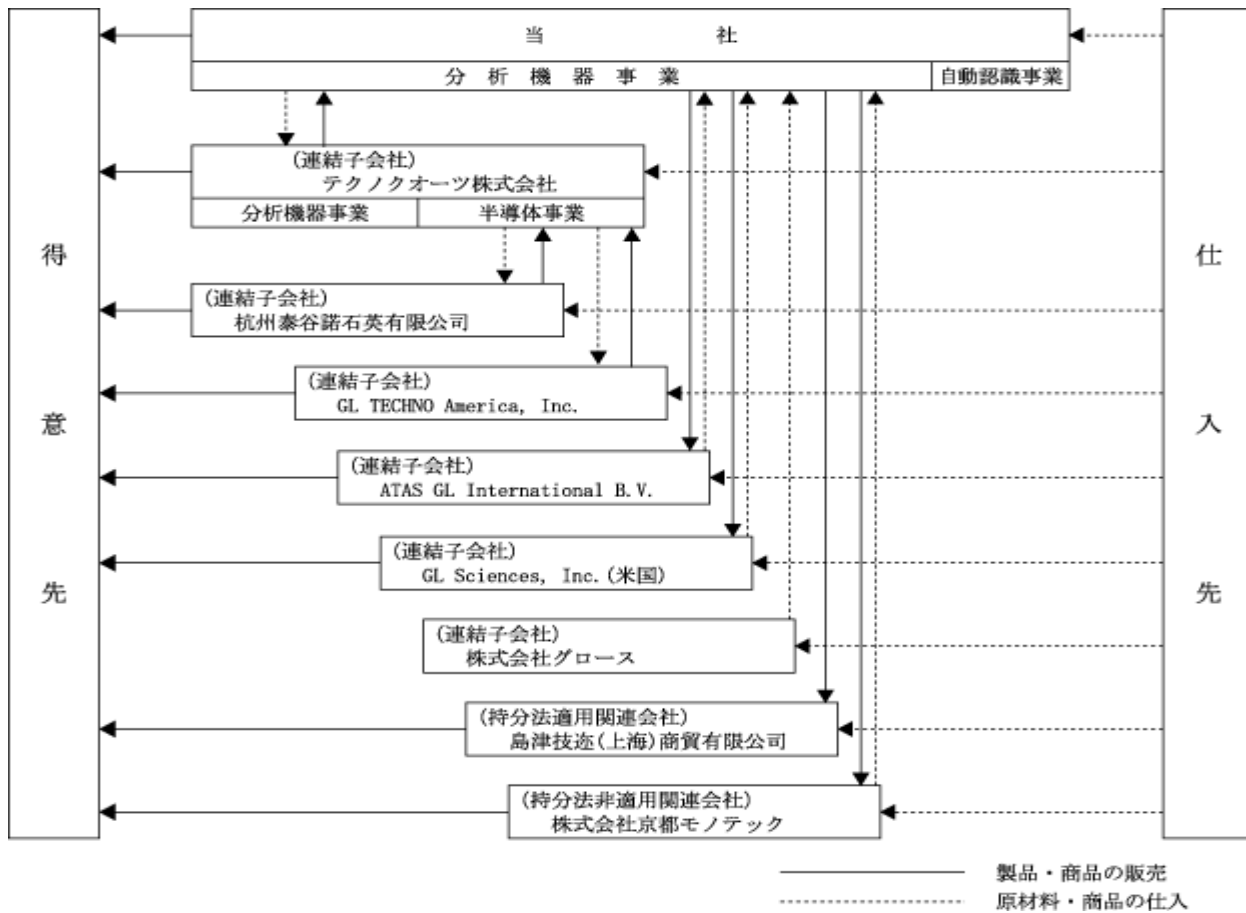 当 社
分 析 機 器 事 業
自動認識事業
(連結子会社)
テクノクオーツ株式会社
分析機器事業
半導体事業
(連結子会社)
杭州泰谷諾石英有限公司
(連結子会社)
GL TECHNO America, Inc.
(連結子会社)
ATAS GL International B.V.
(連結子会社)
GL Sciences, Inc.(米国)
(連結子会社)
株式会社グロース
(持分法適用関連会社)
島津技迩(上海)商貿有限公司
(持分法非適用関連会社)
株式会社京都モノテック
得
意
先
仕
入
先
製品・商品の販売
原材料・商品の仕入